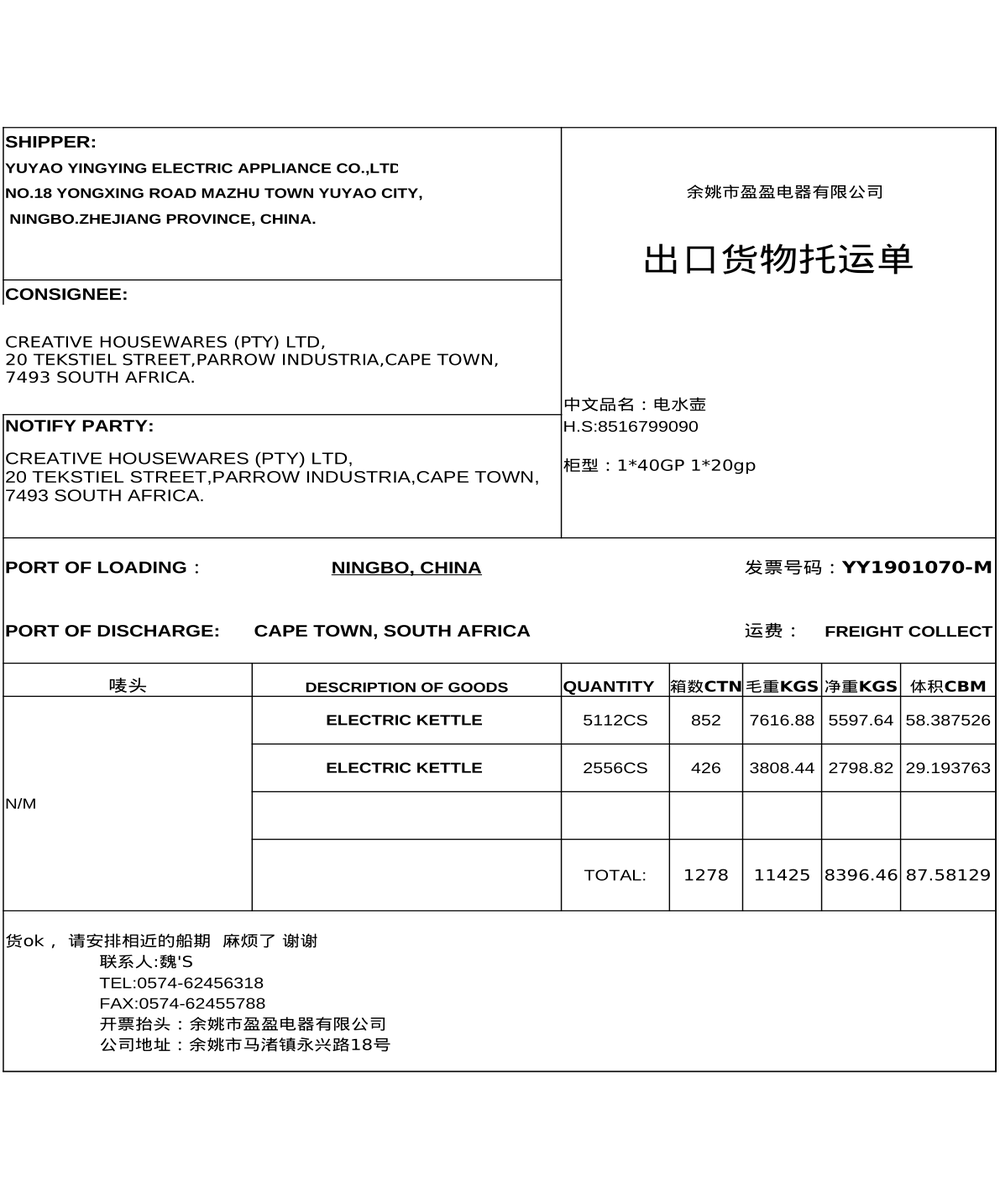 SHIPPER:
YUYAO YINGYING ELECTRIC APPLIANCE CO.,LTD
NO.18 YONGXING ROAD MAZHU TOWN YUYAO CITY,
NINGBO.ZHEJIANG PROVINCE, CHINA.
余姚市盈盈电器有限公司
出口货物托运单
CONSIGNEE:
CREATIVE HOUSEWARES (PTY) LTD,
20 TEKSTIEL STREET,PARROW INDUSTRIA,CAPE TOWN,
7493 SOUTH AFRICA.
中文品名：电水壶
H.S:8516799090
柜型：1*40GP 1*20gp
NOTIFY PARTY:
CREATIVE HOUSEWARES (PTY) LTD,
20 TEKSTIEL STREET,PARROW INDUSTRIA,CAPE TOWN,
7493 SOUTH AFRICA.
PORT OF LOADING： NINGBO, CHINA 发票号码：YY1901070-M
PORT OF DISCHARGE: CAPE TOWN, SOUTH AFRICA 运费： FREIGHT COLLECT
唛头 DESCRIPTION OF GOODS QUANTITY 箱数CTN 毛重KGS 净重KGS 体积CBM
ELECTRIC KETTLE 5112CS 852 7616.88 5597.64 58.387526
ELECTRIC KETTLE 2556CS 426 3808.44 2798.82 29.193763
N/M
TOTAL: 1278 11425 8396.46 87.58129
货ok， 请安排相近的船期 麻烦了 谢谢
联系人:魏'S
TEL:0574-62456318
FAX:0574-62455788
开票抬头：余姚市盈盈电器有限公司
公司地址：余姚市马渚镇永兴路18号